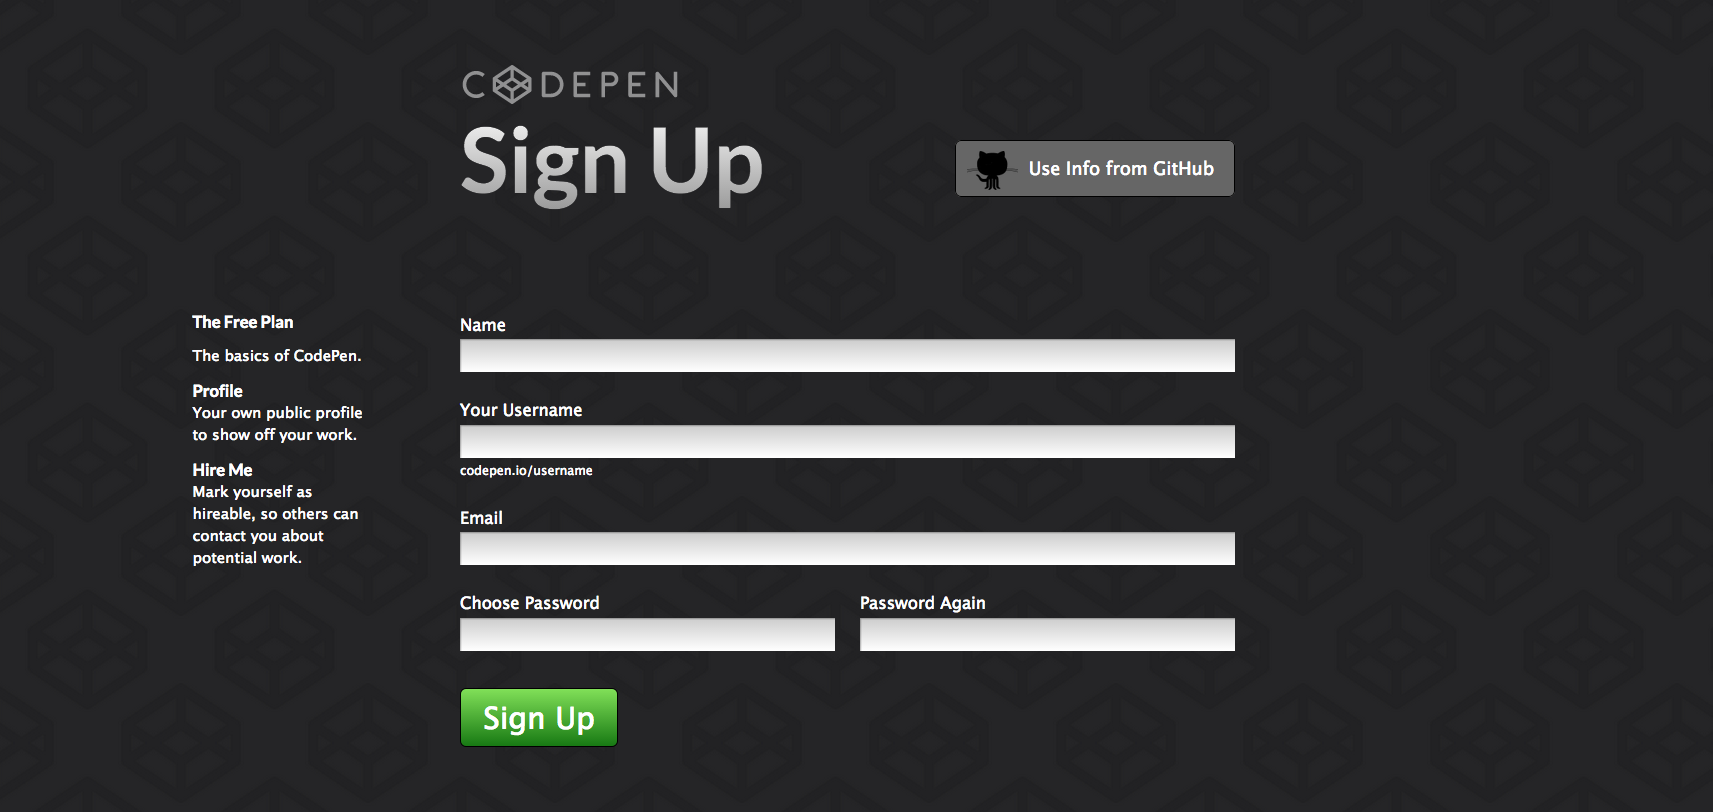 CODEPEN
Sign Up
Use Info from GitHub
The Free Plan
The basics of CodePen.
Profile
Your own public profile
to show off your work.
Hire Me
Mark yourself as
hireable, so others can
contact you about
potential work.
Name
Your Username
codepen.io/username
Email
Choose Password
Password Again
Sign Up